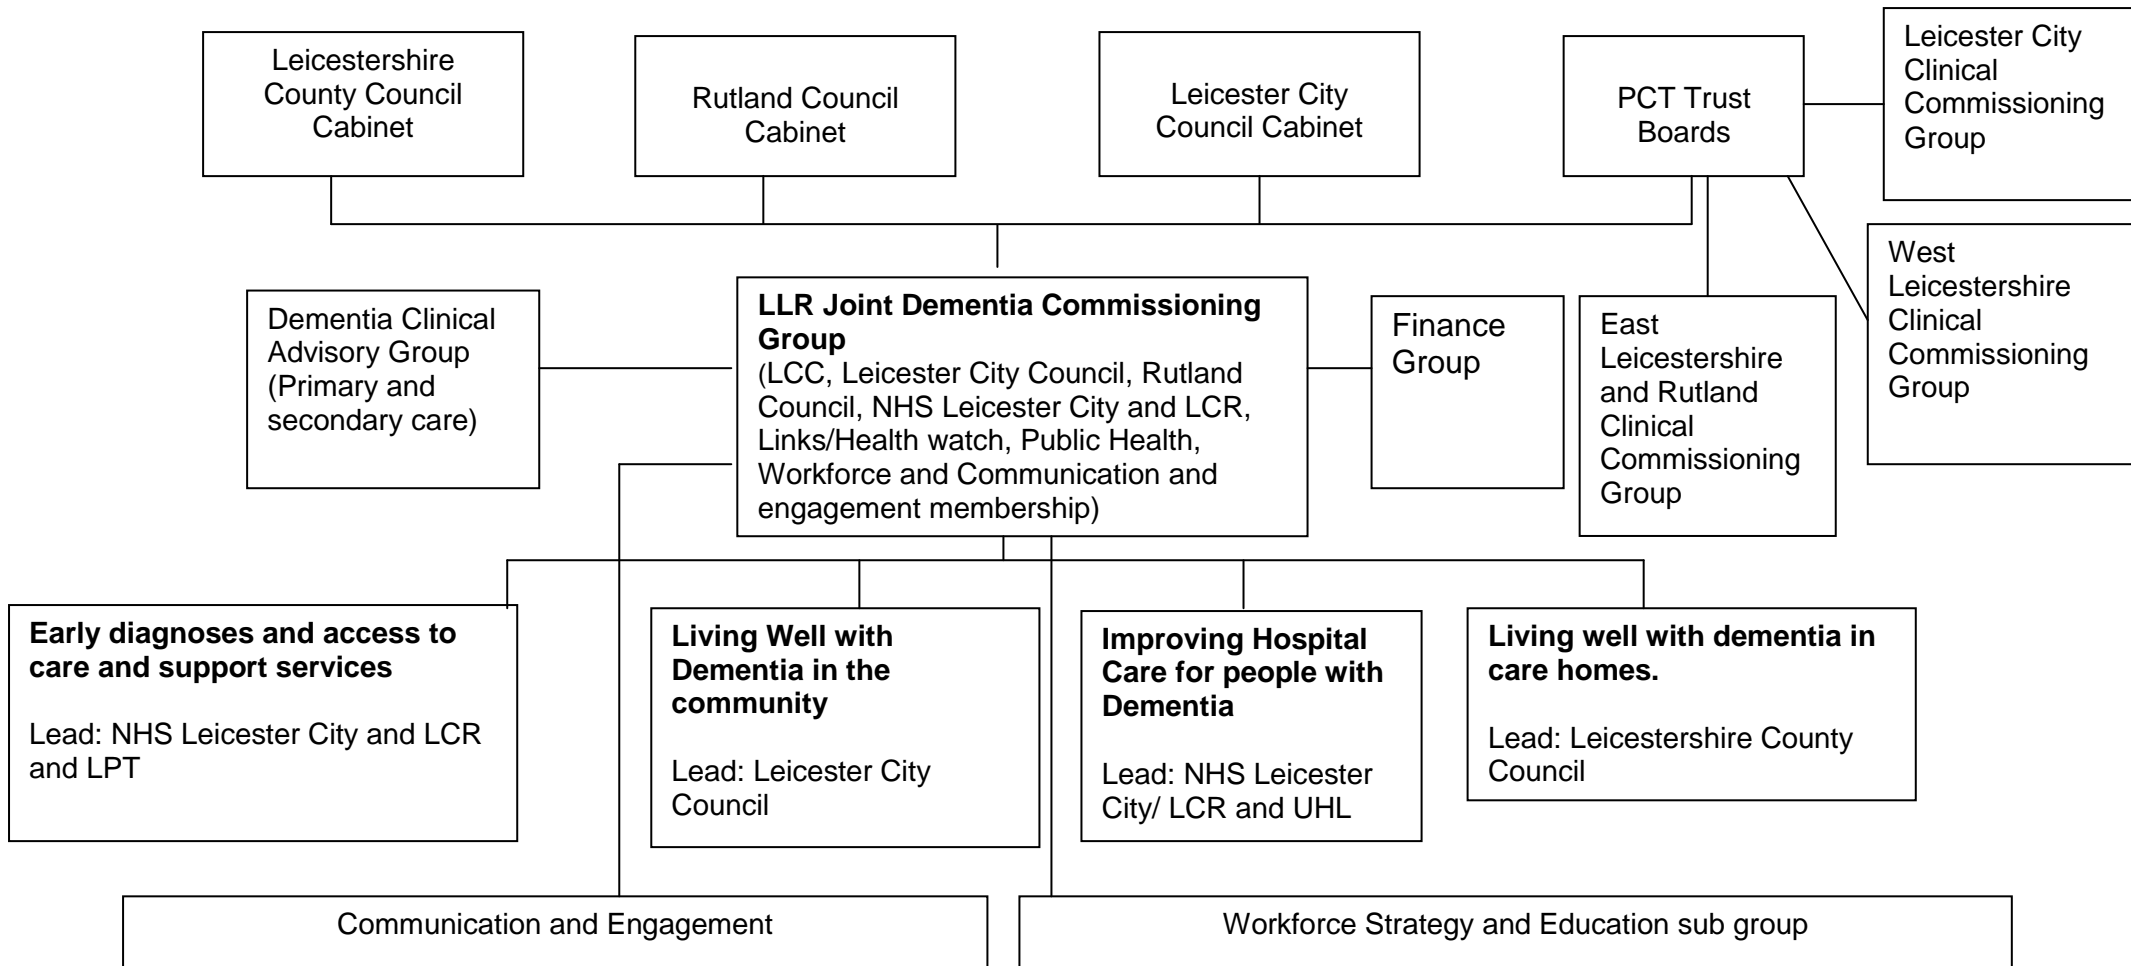 Leicestershire
County Council
Cabinet
Rutland Council
Cabinet
Leicester City
Council Cabinet
PCT Trust
Boards
Leicester City
Clinical
Commissioning
Group
Dementia Clinical
Advisory Group
(Primary and
secondary care)
LLR Joint Dementia Commissioning
Group
(LCC, Leicester City Council, Rutland
Council, NHS Leicester City and LCR,
Links/Health watch, Public Health,
Workforce and Communication and
engagement membership)
Finance
Group
East
Leicestershire
and Rutland
Clinical
Commissioning
Group
West
Leicestershire
Clinical
Commissioning
Group
Early diagnoses and access to
care and support services
Lead: NHS Leicester City and LCR
and LPT
Living Well with
Dementia in the
community
Lead: Leicester City
Council
Improving Hospital
Care for people with
Dementia
Lead: NHS Leicester
City/ LCR and UHL
Living well with dementia in
care homes.
Lead: Leicestershire County
Council
Communication and Engagement
Workforce Strategy and Education sub group